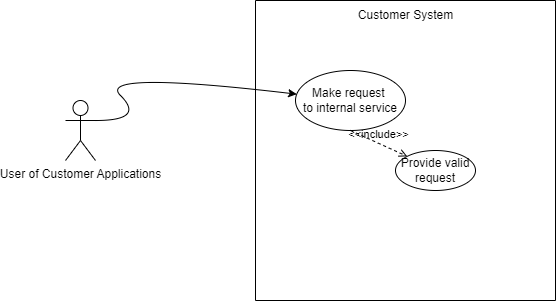 Customer System
Make request
to internal service
<<include>>
Provide valid
request
User of Customer Applications